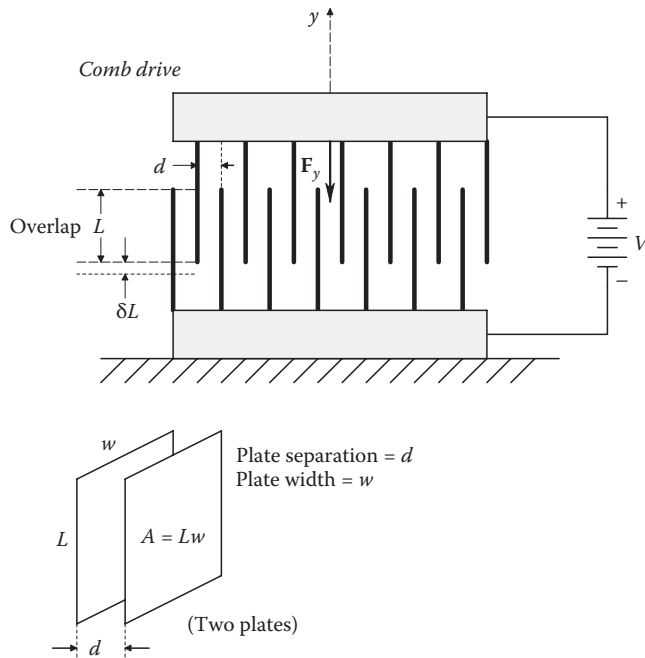 y
Comb drive
d
F_y
+
Overlap L
V
−
δL
w
Plate separation = d
Plate width = w
L
A = Lw
(Two plates)
d